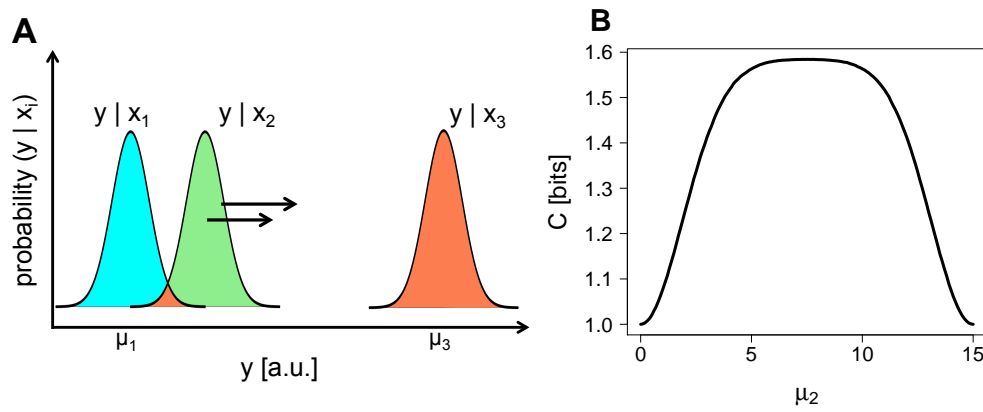 A
probability (y | xᵢ)
y | x₁
y | x₂
y | x₃
μ₁
μ₃
y [a.u.]
B
C [bits]
1.6
1.5
1.4
1.3
1.2
1.1
1.0
0
5
10
15
μ₂